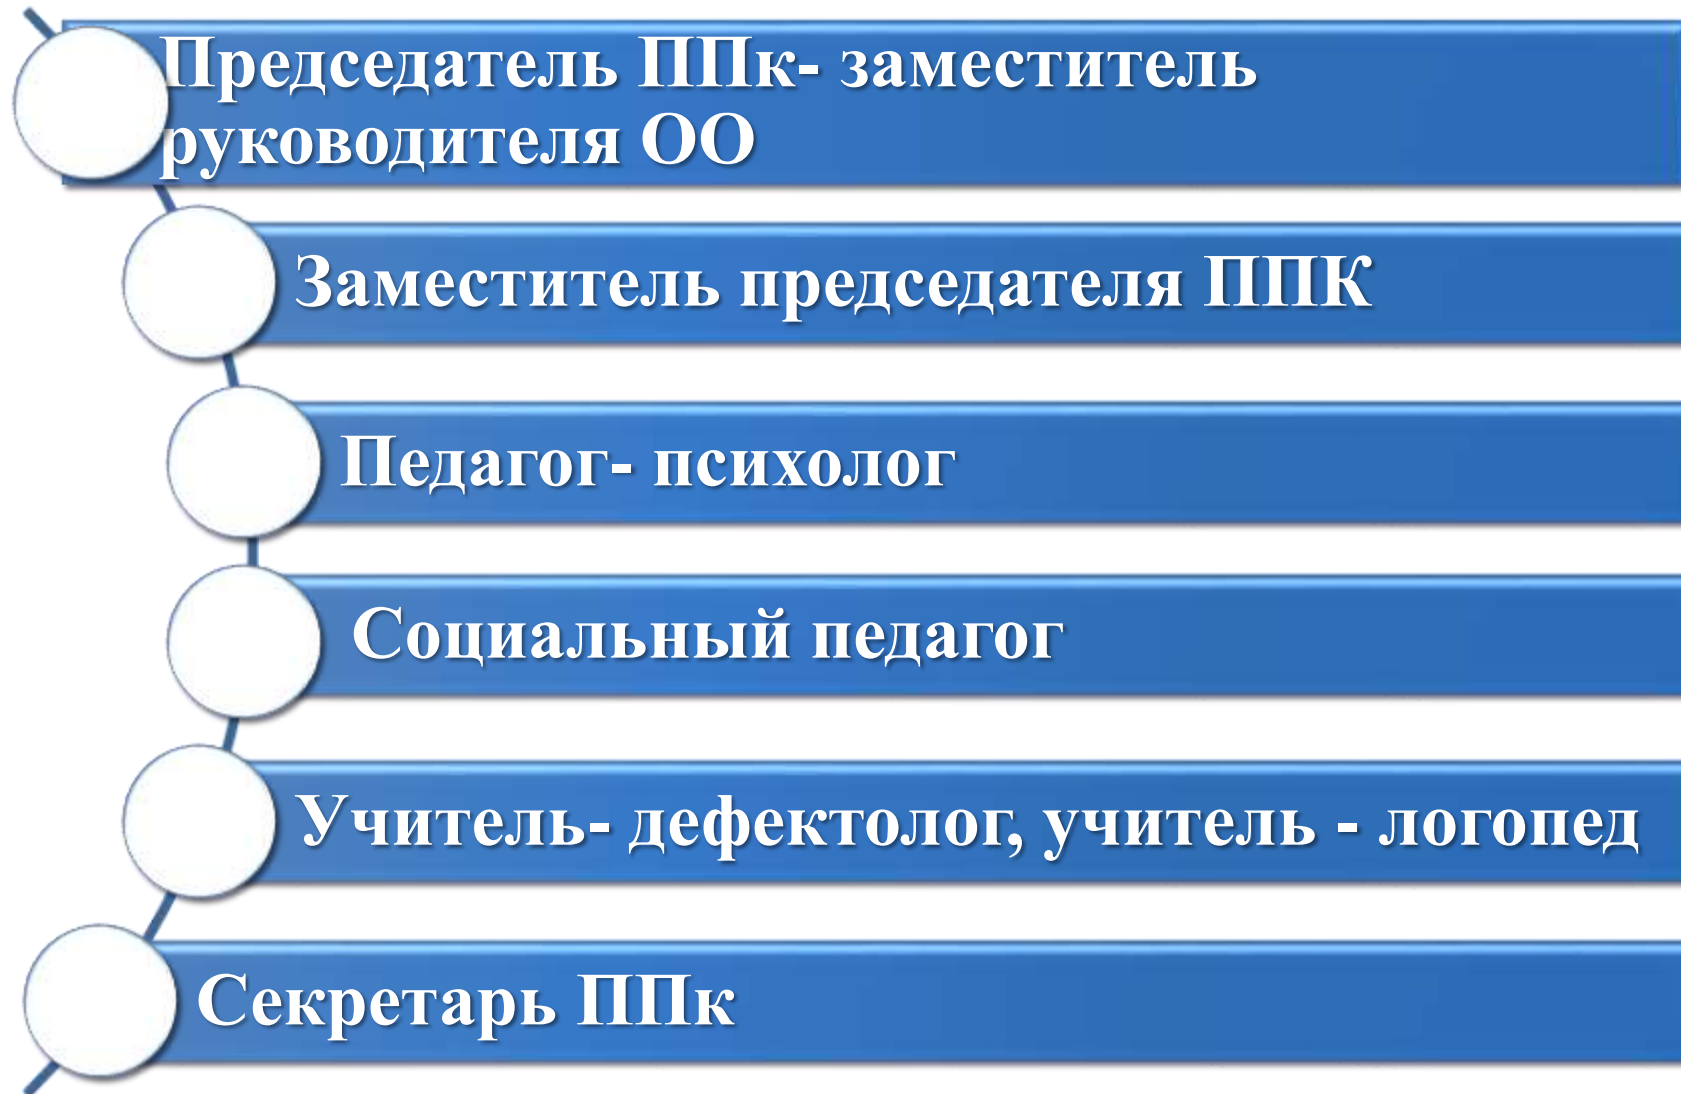 Председатель ППк- заместитель
руководителя ОО
Заместитель председателя ППК
Педагог- психолог
Социальный педагог
Учитель- дефектолог, учитель - логопед
Секретарь ППк